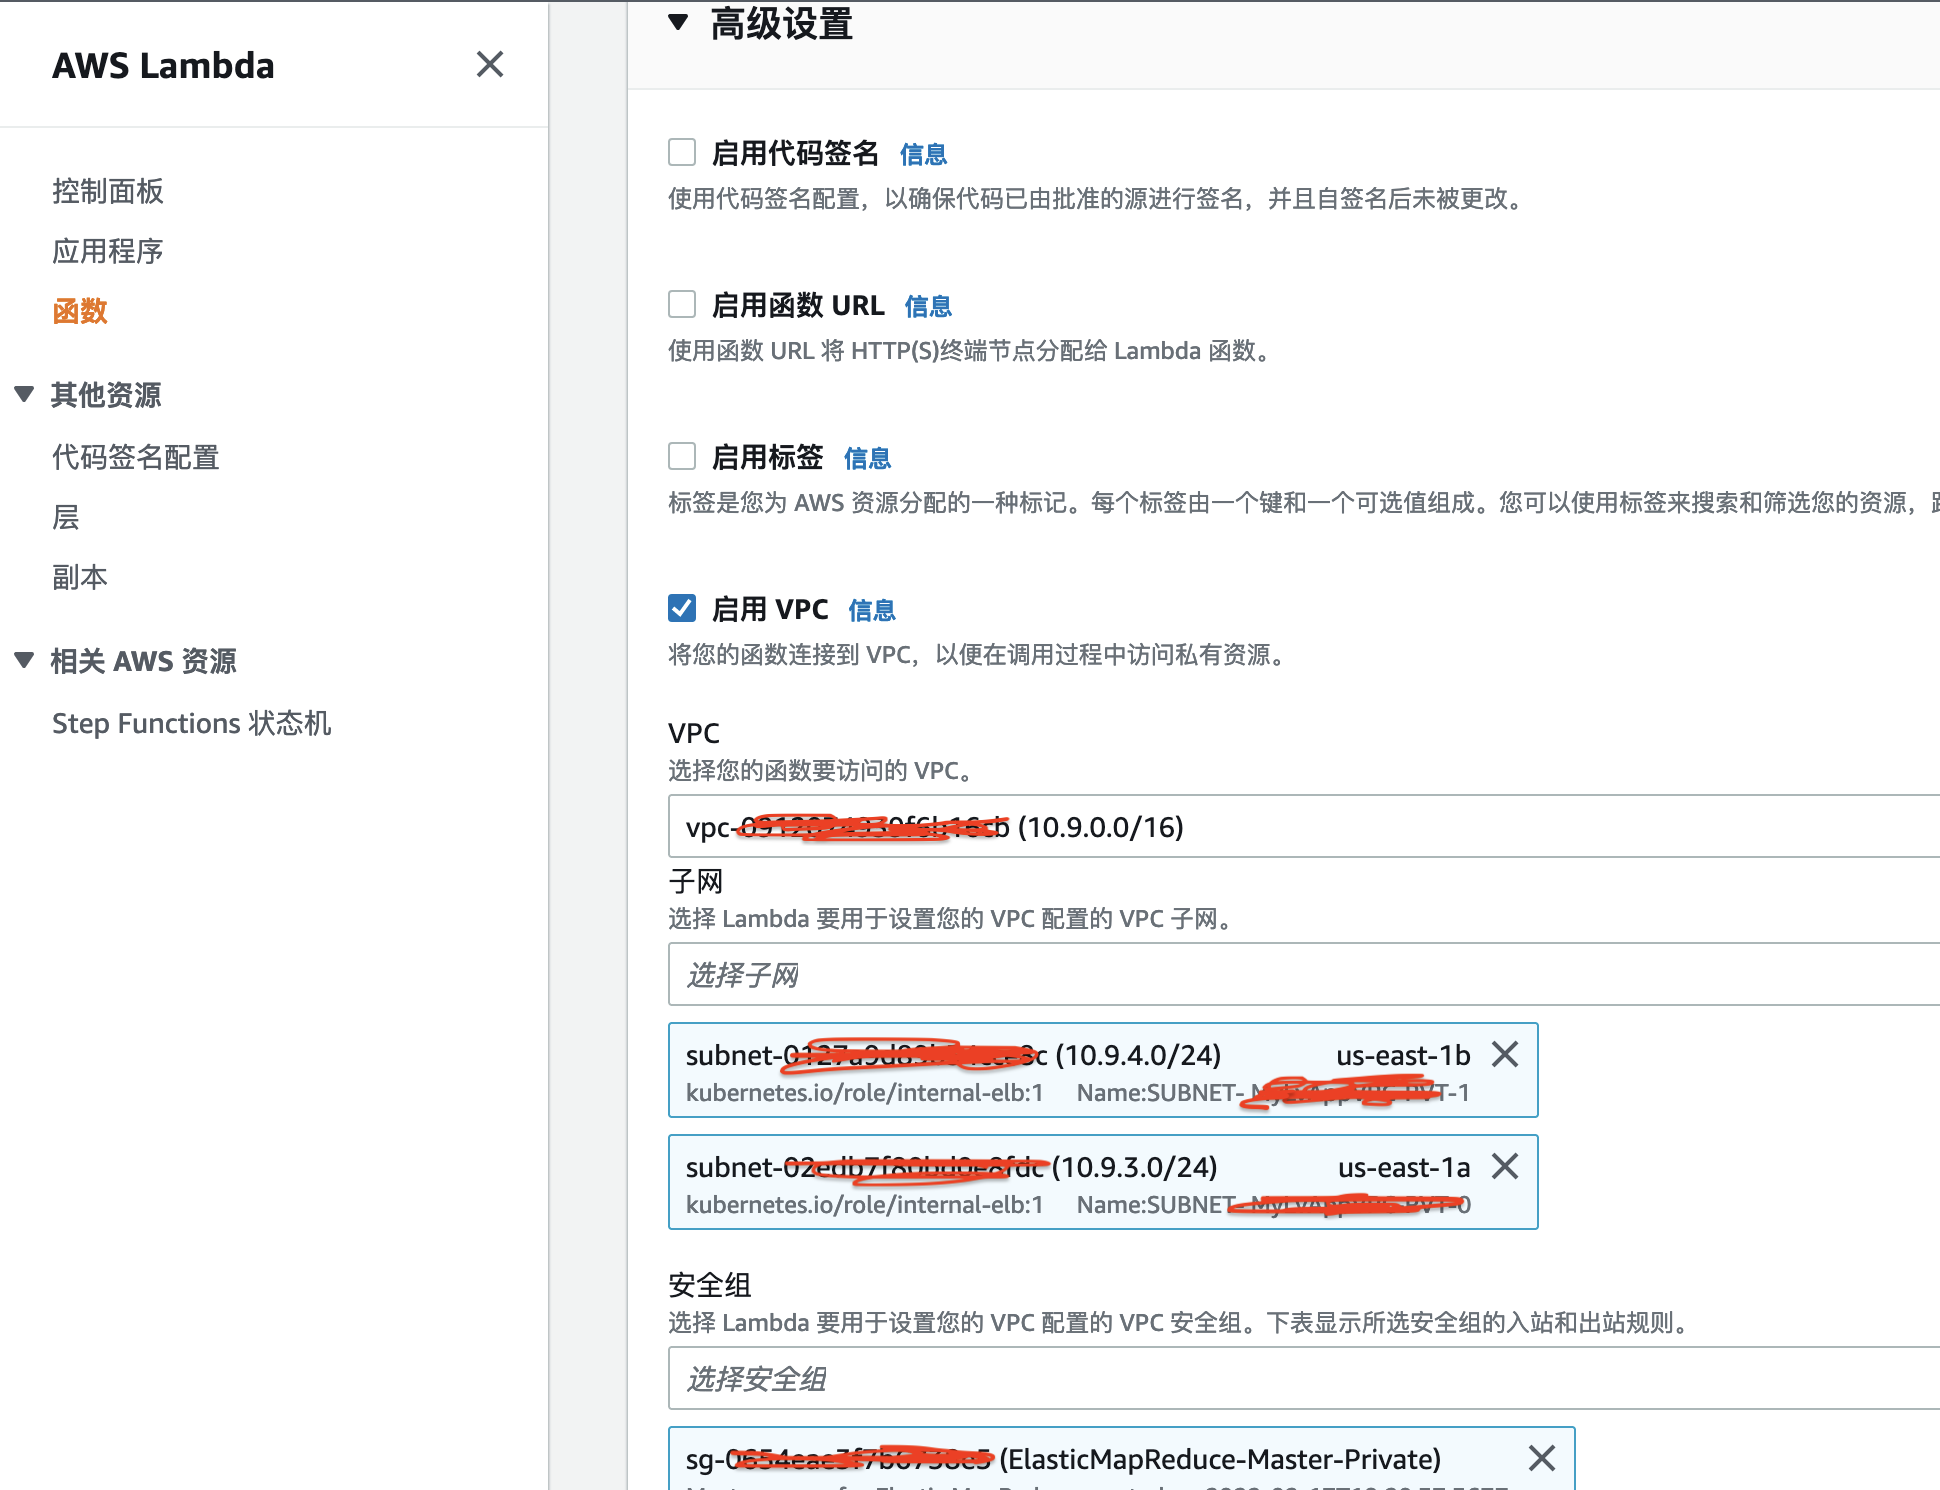 AWS Lambda
控制面板
应用程序
函数
其他资源
代码签名配置
层
副本
相关 AWS 资源
Step Functions 状态机
高级设置
启用代码签名 信息
使用代码签名配置，以确保代码已由批准的源进行签名，并且自签名后未被更改。
启用函数 URL 信息
使用函数 URL 将 HTTP(S)终端节点分配给 Lambda 函数。
启用标签 信息
标签是您为 AWS 资源分配的一种标记。每个标签由一个键和一个可选值组成。您可以使用标签来搜索和筛选您的资源，
启用 VPC 信息
将您的函数连接到 VPC，以便在调用过程中访问私有资源。
VPC
选择您的函数要访问的 VPC。
vpc- (10.9.0.0/16)
子网
选择 Lambda 要用于设置您的 VPC 配置的 VPC 子网。
选择子网
subnet- (10.9.4.0/24) us-east-1b
kubernetes.io/role/internal-elb:1 Name:SUBNET-
subnet- (10.9.3.0/24) us-east-1a
kubernetes.io/role/internal-elb:1 Name:SUBNET-
安全组
选择 Lambda 要用于设置您的 VPC 配置的 VPC 安全组。下表显示所选安全组的入站和出站规则。
选择安全组
sg- (ElasticMapReduce-Master-Private)